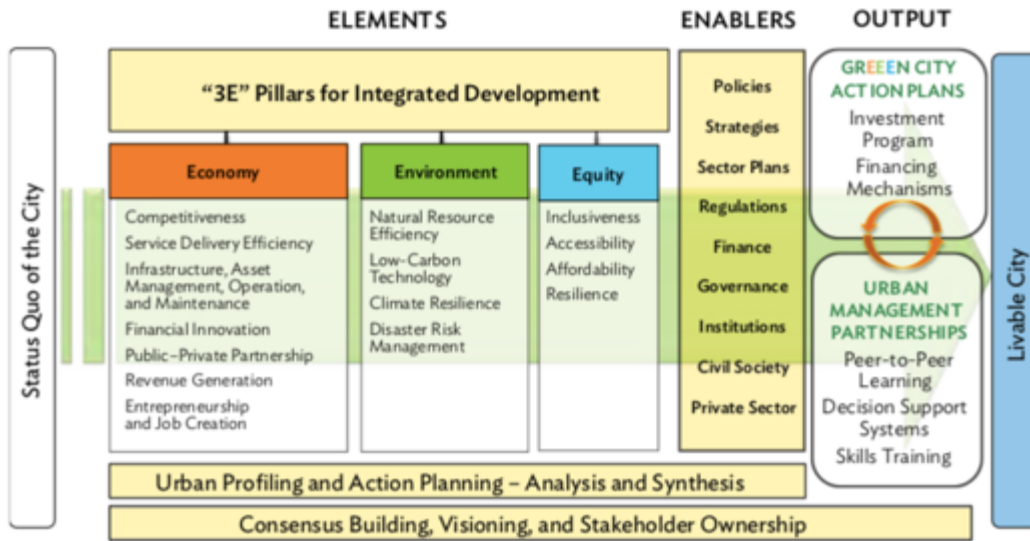 ELEMENTS
ENABLERS
OUTPUT
Status Quo of the City
"3E" Pillars for Integrated Development
Economy
Competitiveness
Service Delivery Efficiency
Infrastructure, Asset
Management, Operation,
and Maintenance
Financial Innovation
Public–Private Partnership
Revenue Generation
Entrepreneurship
and Job Creation
Environment
Natural Resource
Efficiency
Low-Carbon
Technology
Climate Resilience
Disaster Risk
Management
Equity
Inclusiveness
Accessibility
Affordability
Resilience
Policies
Strategies
Sector Plans
Regulations
Finance
Governance
Institutions
Civil Society
Private Sector
GREEEN CITY
ACTION PLANS
Investment
Program
Financing
Mechanisms
URBAN
MANAGEMENT
PARTNERSHIPS
Peer-to-Peer
Learning
Decision Support
Systems
Skills Training
Livable City
Urban Profiling and Action Planning – Analysis and Synthesis
Consensus Building, Visioning, and Stakeholder Ownership